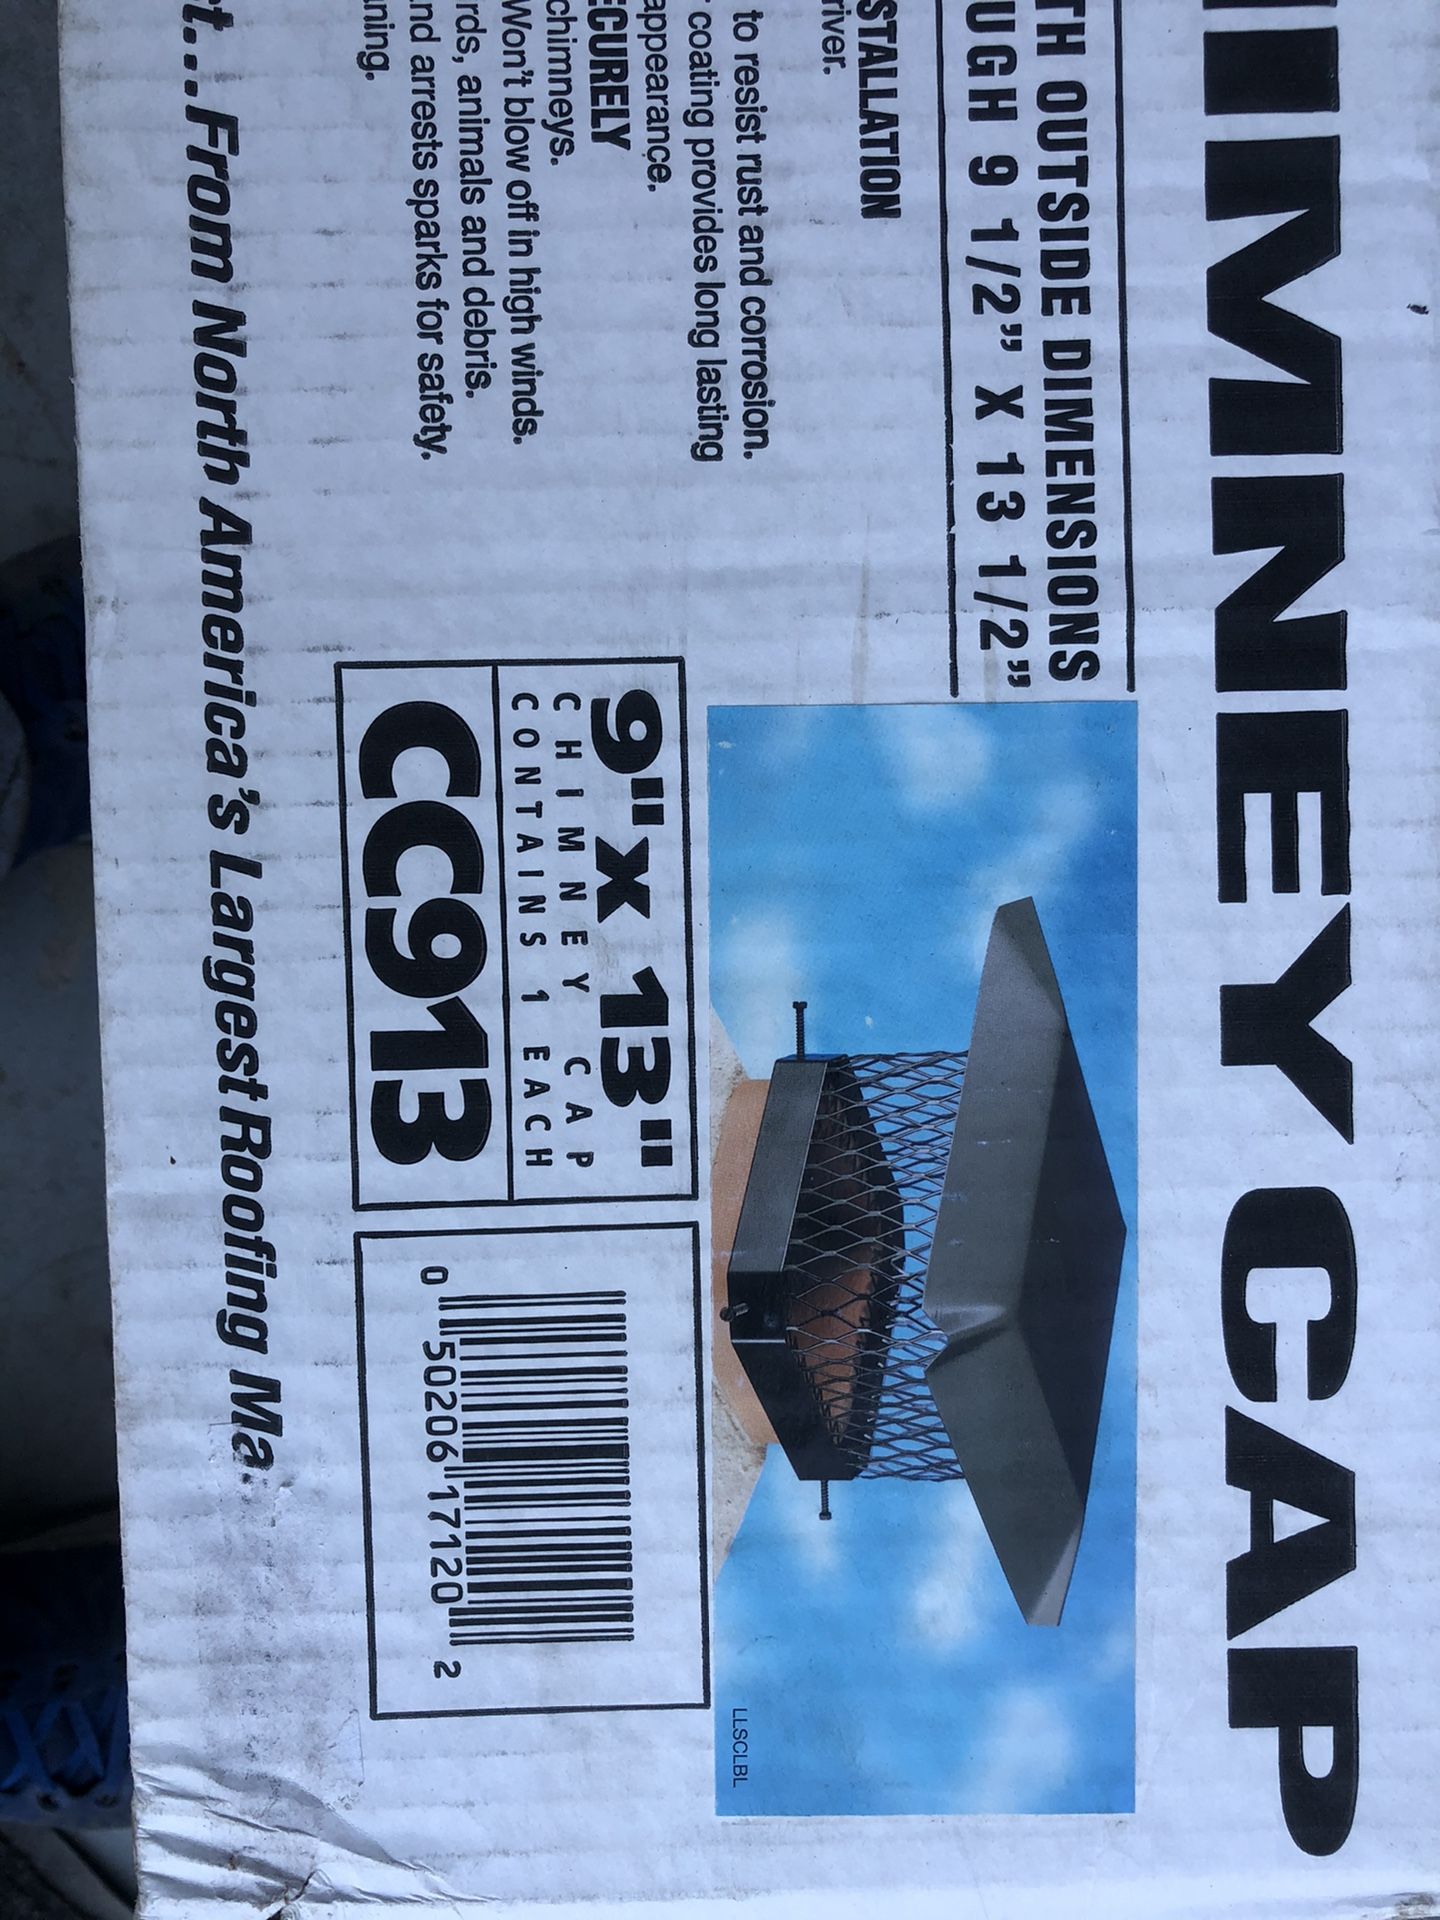 IMNEY CAP
TH OUTSIDE DIMENSIONS
UGH 9 1/2" X 13 1/2"
STALLATION
river.
to resist rust and corrosion.
coating provides long lasting
appearance.
ECURELY
chimneys.
Won't blow off in high winds.
rds, animals and debris.
nd arrests sparks for safety.
ning.
9" x 13"
CHIMNEY CAP
CONTAINS 1 EACH
CC913
0 50206 17120 2
LLSCLBL
ct...From North America's Largest Roofing Ma